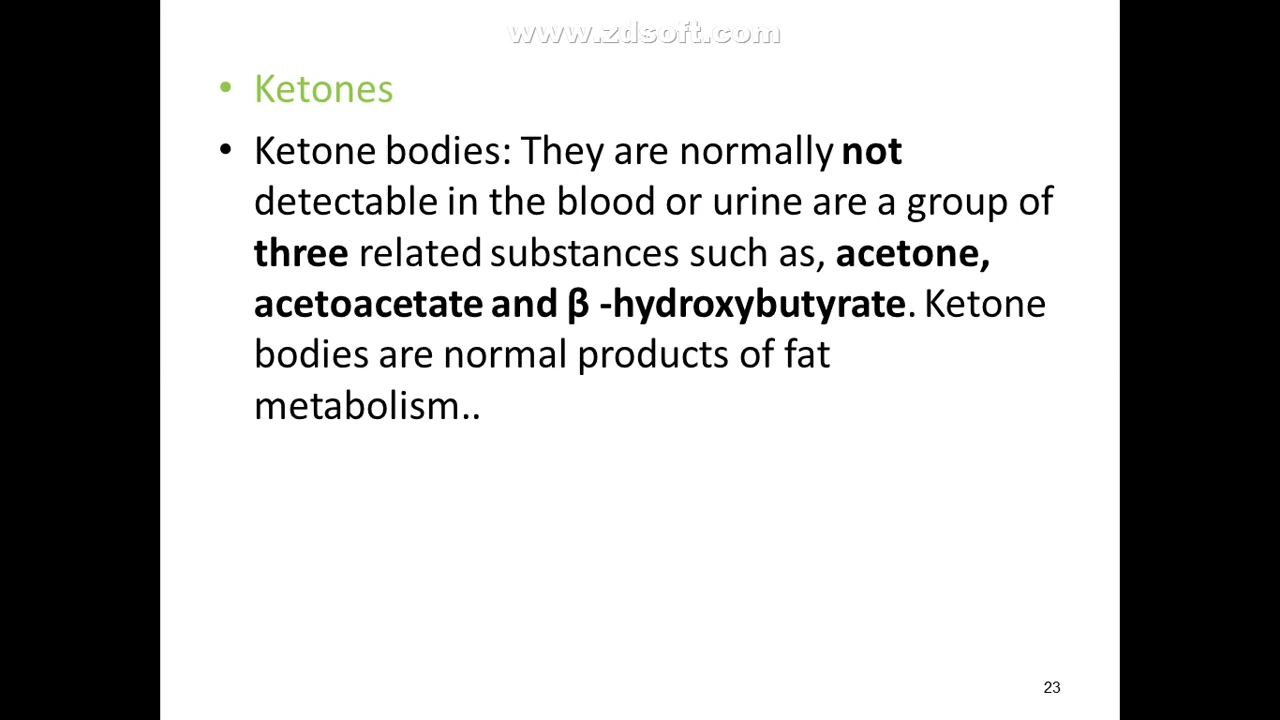 www.zdsoft.com
• Ketones
• Ketone bodies: They are normally not
detectable in the blood or urine are a group of
three related substances such as, acetone,
acetoacetate and β -hydroxybutyrate. Ketone
bodies are normal products of fat
metabolism..
23